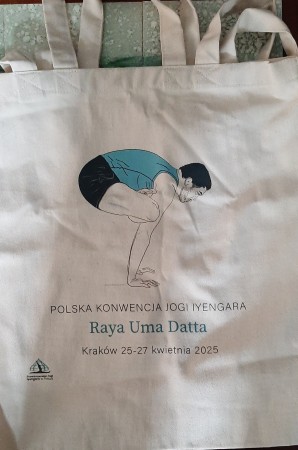 POLSKA KONWENCJA JOGI IYENGARA
Raya Uma Datta
Kraków 25-27 kwietnia 2025